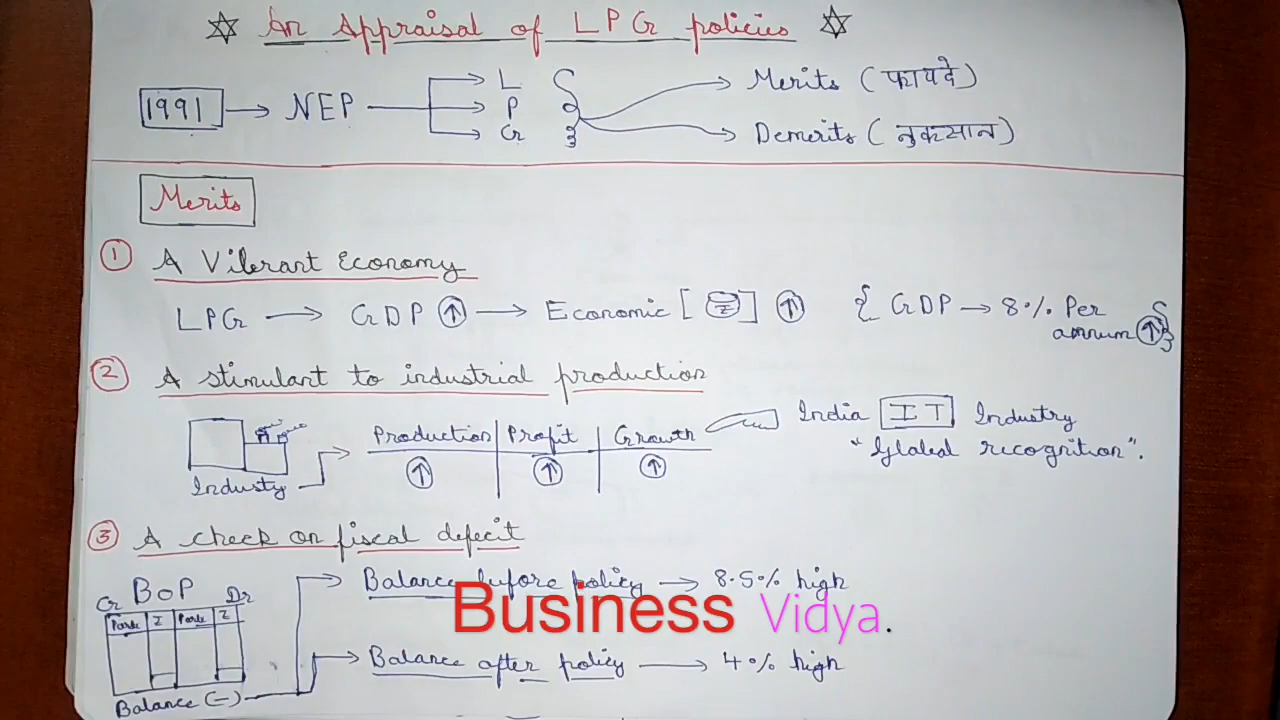 An Appraisal of LPG policies
1991 → NEP → L P G
Merits (फायदे)
Demerits (नुकसान)
Merits
① A Vibrant Economy
LPG → GDP ↑ → Economic [ ] ↑ { GDP → 8% Per annum ↑ }
② A stimulant to industrial production
Production Profit Growth
↑ ↑ ↑
Industy
India IT Industry
"Global recognition".
③ A check on fiscal defecit
BoP
Cr Dr
Balance before policy → 8.5% high
Business Vidya.
Balance after policy → 4% high
Balance (-)